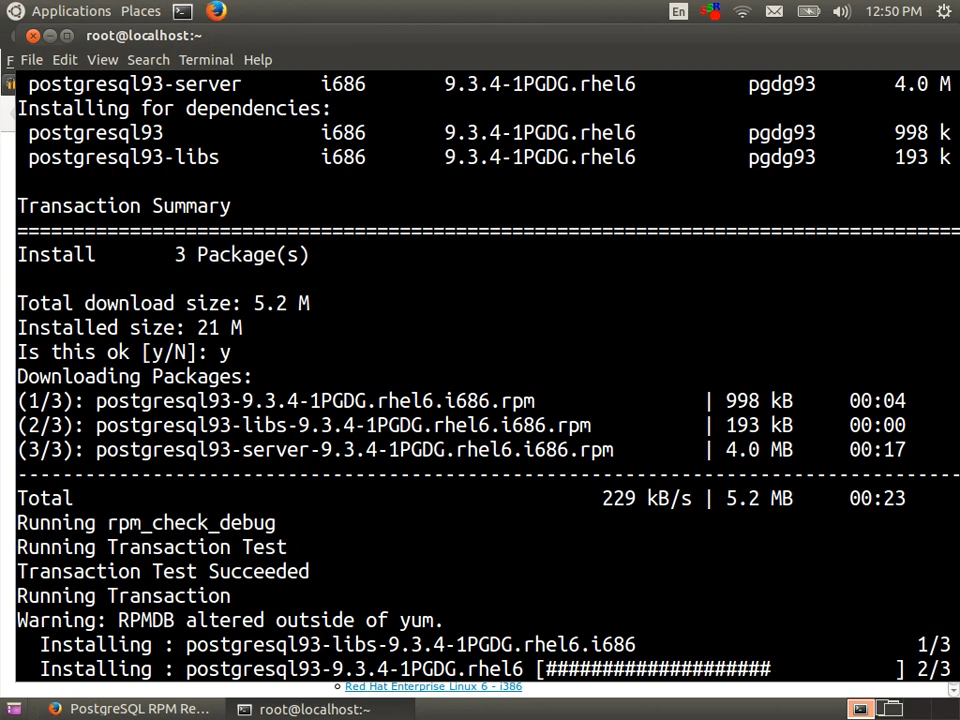 Applications Places En 12:50 PM
root@localhost:~
File Edit View Search Terminal Help
postgresql93-server i686 9.3.4-1PGDG.rhel6 pgdg93 4.0 M
Installing for dependencies:
postgresql93 i686 9.3.4-1PGDG.rhel6 pgdg93 998 k
postgresql93-libs i686 9.3.4-1PGDG.rhel6 pgdg93 193 k
Transaction Summary
================================================================================
Install 3 Package(s)
Total download size: 5.2 M
Installed size: 21 M
Is this ok [y/N]: y
Downloading Packages:
(1/3): postgresql93-9.3.4-1PGDG.rhel6.i686.rpm | 998 kB 00:04
(2/3): postgresql93-libs-9.3.4-1PGDG.rhel6.i686.rpm | 193 kB 00:00
(3/3): postgresql93-server-9.3.4-1PGDG.rhel6.i686.rpm | 4.0 MB 00:17
--------------------------------------------------------------------------------
Total 229 kB/s | 5.2 MB 00:23
Running rpm_check_debug
Running Transaction Test
Transaction Test Succeeded
Running Transaction
Warning: RPMDB altered outside of yum.
Installing : postgresql93-libs-9.3.4-1PGDG.rhel6.i686 1/3
Installing : postgresql93-9.3.4-1PGDG.rhel6 [#################### ] 2/3
Red Hat Enterprise Linux 6 - i386
PostgreSQL RPM Re... root@localhost:~